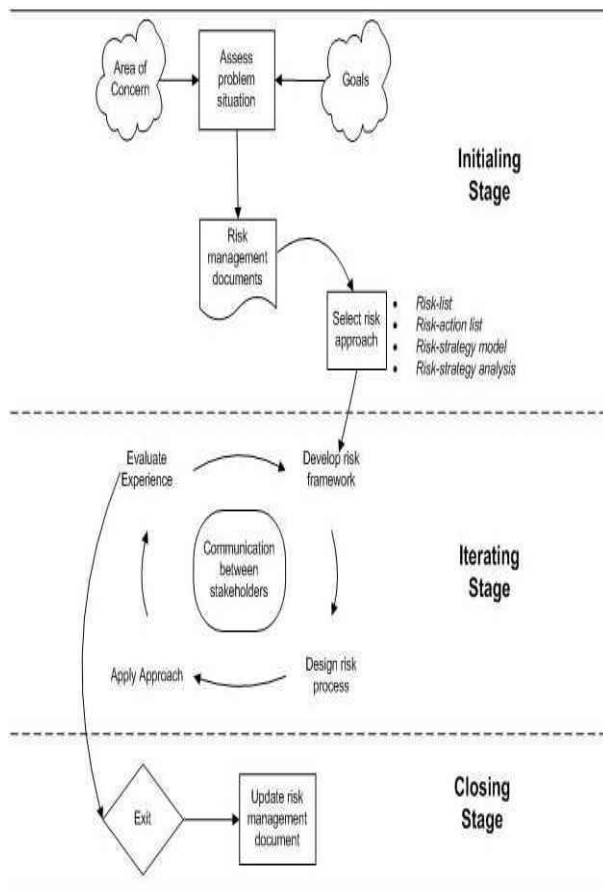 Area of
Concern
Assess
problem
situation
Goals
Initialing
Stage
Risk
management
documents
Select risk
approach
• Risk-list
• Risk-action list
• Risk-strategy model
• Risk-strategy analysis
Evaluate
Experience
Develop risk
framework
Communication
between
stakeholders
Iterating
Stage
Apply Approach
Design risk
process
Exit
Update risk
management
document
Closing
Stage